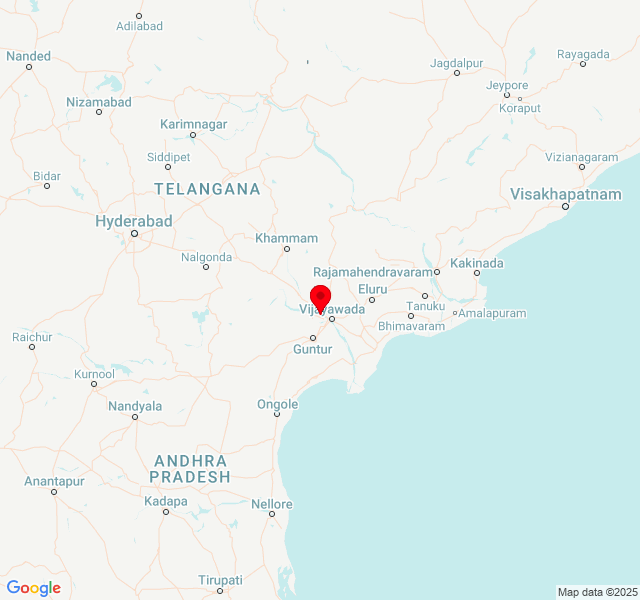 Adilabad
Nanded
Rayagada
Jagdalpur
Jeypore
Nizamabad
Koraput
Karimnagar
Siddipet
Vizianagaram
Bidar
TELANGANA
Visakhapatnam
Hyderabad
Khammam
Nalgonda
Kakinada
Rajamahendravaram
Eluru
Tanuku
Vijayawada
Amalapuram
Bhimavaram
Raichur
Guntur
Kurnool
Nandyala
Ongole
ANDHRA
PRADESH
Anantapur
Kadapa
Nellore
Tirupati
Google
Map data ©2025